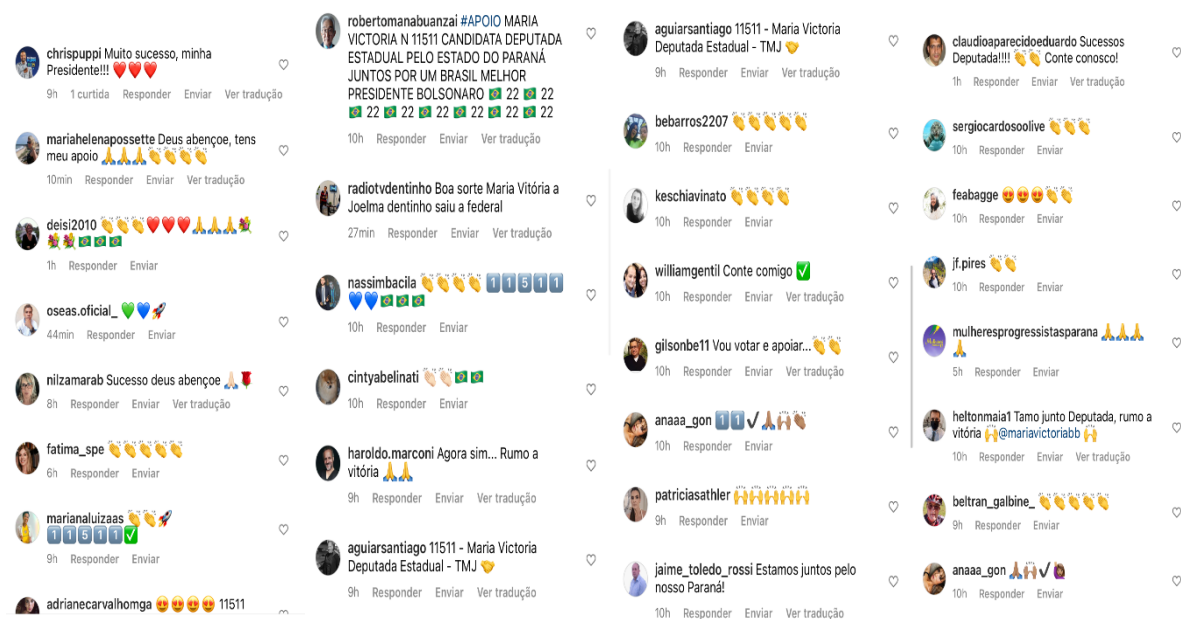 chrispuppi Muito sucesso, minha
Presidente!!! ❤️❤️❤️
9h 1 curtida Responder Enviar Ver tradução
mariahelenapossette Deus abençoe, tens
meu apoio 🙏🙏🙏👏👏👏👏
10min Responder Enviar Ver tradução
deisi2010 👏👏👏❤️❤️❤️🙏🙏🙏💐
💐💐🇧🇷🇧🇷🇧🇷
1h Responder Enviar
oseas.oficial_ 💚💙🚀
44min Responder Enviar
nilzamarab Sucesso deus abençoe 🙏🏻🌹
8h Responder Enviar Ver tradução
fatima_spe 👏👏👏👏👏
6h Responder Enviar
marianaluizaas 👏👏🚀
1️⃣1️⃣5️⃣1️⃣1️⃣✅
9h Responder Enviar
adrianecarvalhomga 😍😍😍😍 11511
robertomanabuanzai #APOIO MARIA
VICTORIA N 11511 CANDIDATA DEPUTADA
ESTADUAL PELO ESTADO DO PARANÁ
JUNTOS POR UM BRASIL MELHOR
PRESIDENTE BOLSONARO 🇧🇷 22 🇧🇷 22
🇧🇷 22 🇧🇷 22 🇧🇷 22 🇧🇷 22 🇧🇷 22 🇧🇷 22
10h Responder Enviar Ver tradução
radiotvdentinho Boa sorte Maria Vitória a
Joelma dentinho saiu a federal
27min Responder Enviar Ver tradução
nassimbacila 👏👏👏👏 1️⃣1️⃣5️⃣1️⃣1️⃣
💙💙🇧🇷🇧🇷🇧🇷
10h Responder Enviar
cintyabelinati 👏🏻👏🏻🇧🇷🇧🇷
10h Responder Enviar
haroldo.marconi Agora sim... Rumo a
vitória 🙏🙏
9h Responder Enviar Ver tradução
aguiarsantiago 11511 - Maria Victoria
Deputada Estadual - TMJ 🤝
9h Responder Enviar Ver tradução
aguiarsantiago 11511 - Maria Victoria
Deputada Estadual - TMJ 🤝
9h Responder Enviar Ver tradução
bebarros2207 👏👏👏👏👏
10h Responder Enviar
keschiavinato 👏👏👏👏
10h Responder Enviar
williamgentil Conte comigo ✅
10h Responder Enviar Ver tradução
gilsonbe11 Vou votar e apoiar...👏👏
10h Responder Enviar Ver tradução
anaaa_gon 1️⃣1️⃣✔️🙏🏽🙌🏽👏🏽
10h Responder Enviar
patriciasathler 🙌🙌🙌🙌🙌
9h Responder Enviar
jaime_toledo_rossi Estamos juntos pelo
nosso Paraná!
10h Responder Enviar Ver tradução
claudioaparecidoeduardo Sucessos
Deputada!!!! 👏👏 Conte conosco!
1h Responder Enviar Ver tradução
sergiocardosoolive 👏👏👏
10h Responder Enviar
feabagge 😍😍😍👏👏
10h Responder Enviar
jf.pires 👏👏
10h Responder Enviar
mulheresprogressistasparana 🙏🙏🙏
🙏
5h Responder Enviar
heltonmaia1 Tamo junto Deputada, rumo a
vitória 🙌@mariavictoriabb 🙌
10h Responder Enviar Ver tradução
beltran_galbine_ 👏👏👏👏👏
9h Responder Enviar
anaaa_gon 🙏🏽🙌🏽✔️🙋🏽‍♀️
10h Responder Enviar